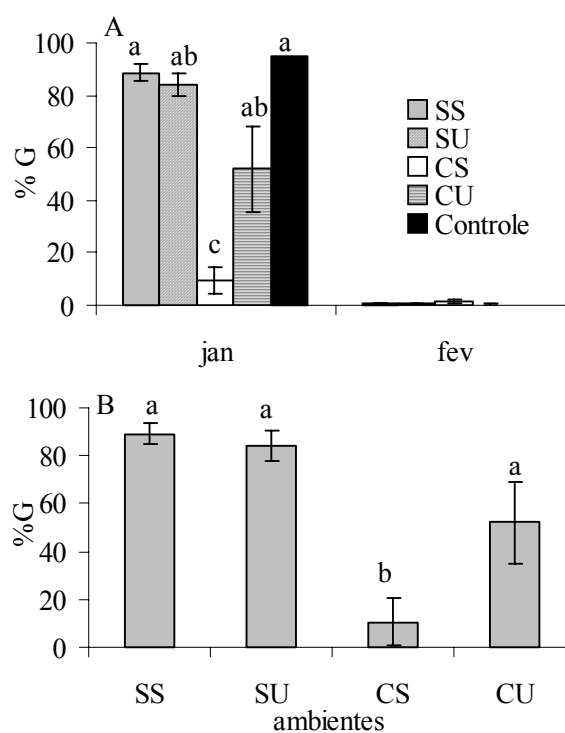 A
a
ab
c
ab
a
% G
100
80
60
40
20
0
SS
SU
CS
CU
Controle
jan fev
B
a
a
b
a
%G
100
80
60
40
20
0
SS SU CS CU
ambientes